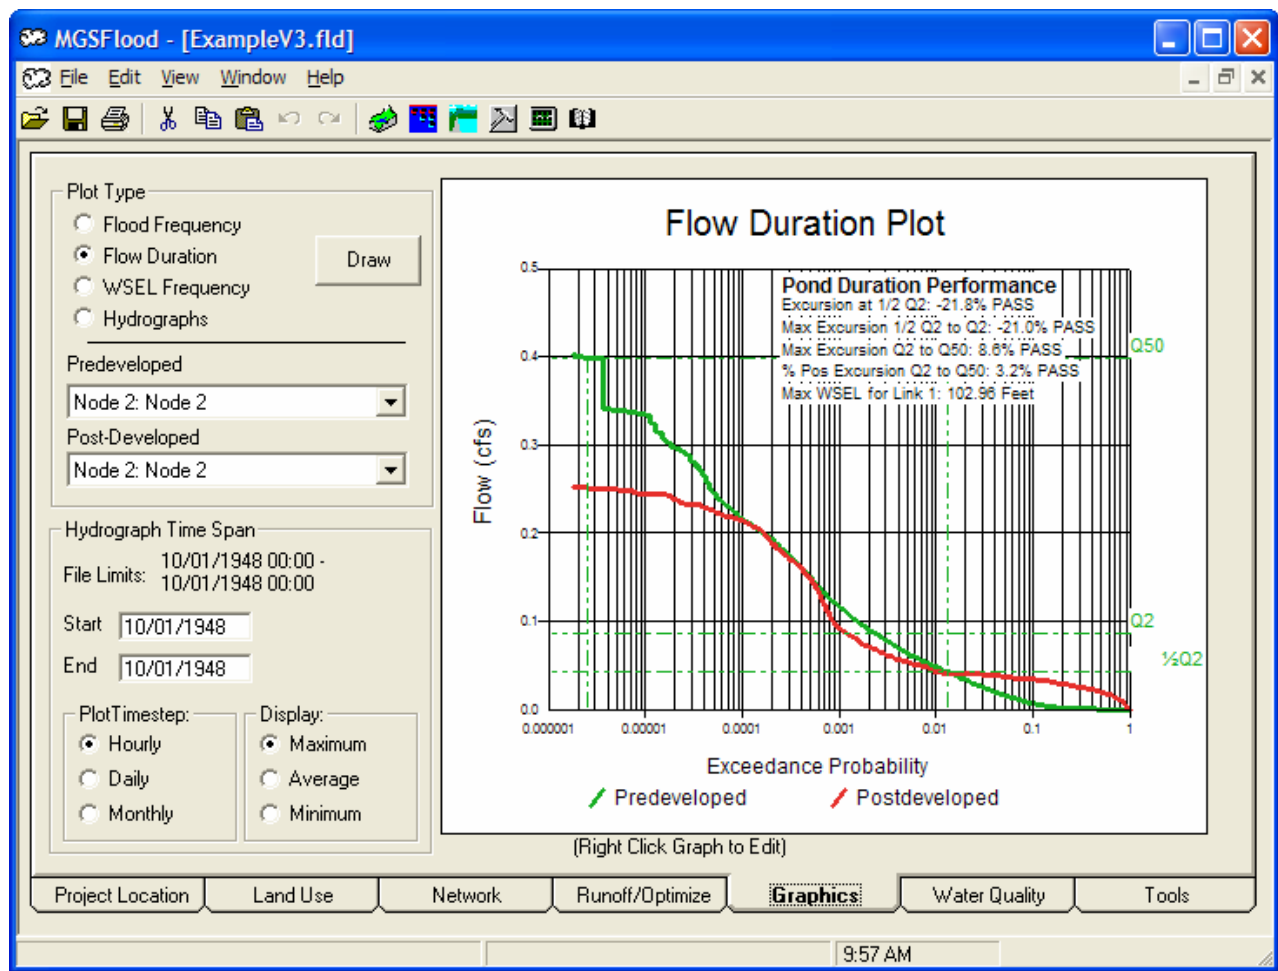 MGSFlood - [ExampleV3.fld]
File Edit View Window Help
Plot Type
Flood Frequency
Flow Duration
WSEL Frequency
Hydrographs
Draw
Predeveloped
Node 2: Node 2
Post-Developed
Node 2: Node 2
Hydrograph Time Span
File Limits: 10/01/1948 00:00 -
10/01/1948 00:00
Start 10/01/1948
End 10/01/1948
PlotTimestep:
Hourly
Daily
Monthly
Display:
Maximum
Average
Minimum
Flow Duration Plot
Pond Duration Performance
Excursion at 1/2 Q2: -21.8% PASS
Max Excursion 1/2 Q2 to Q2: -21.0% PASS
Max Excursion Q2 to Q50: 8.6% PASS
% Pos Excursion Q2 to Q50: 3.2% PASS
Max WSEL for Link 1: 102.96 Feet
Q50
Q2
½Q2
Flow (cfs)
0.5
0.4
0.3
0.2
0.1
0.0
0.000001 0.00001 0.0001 0.001 0.01 0.1 1
Exceedance Probability
Predeveloped Postdeveloped
(Right Click Graph to Edit)
Project Location Land Use Network Runoff/Optimize Graphics Water Quality Tools
9:57 AM